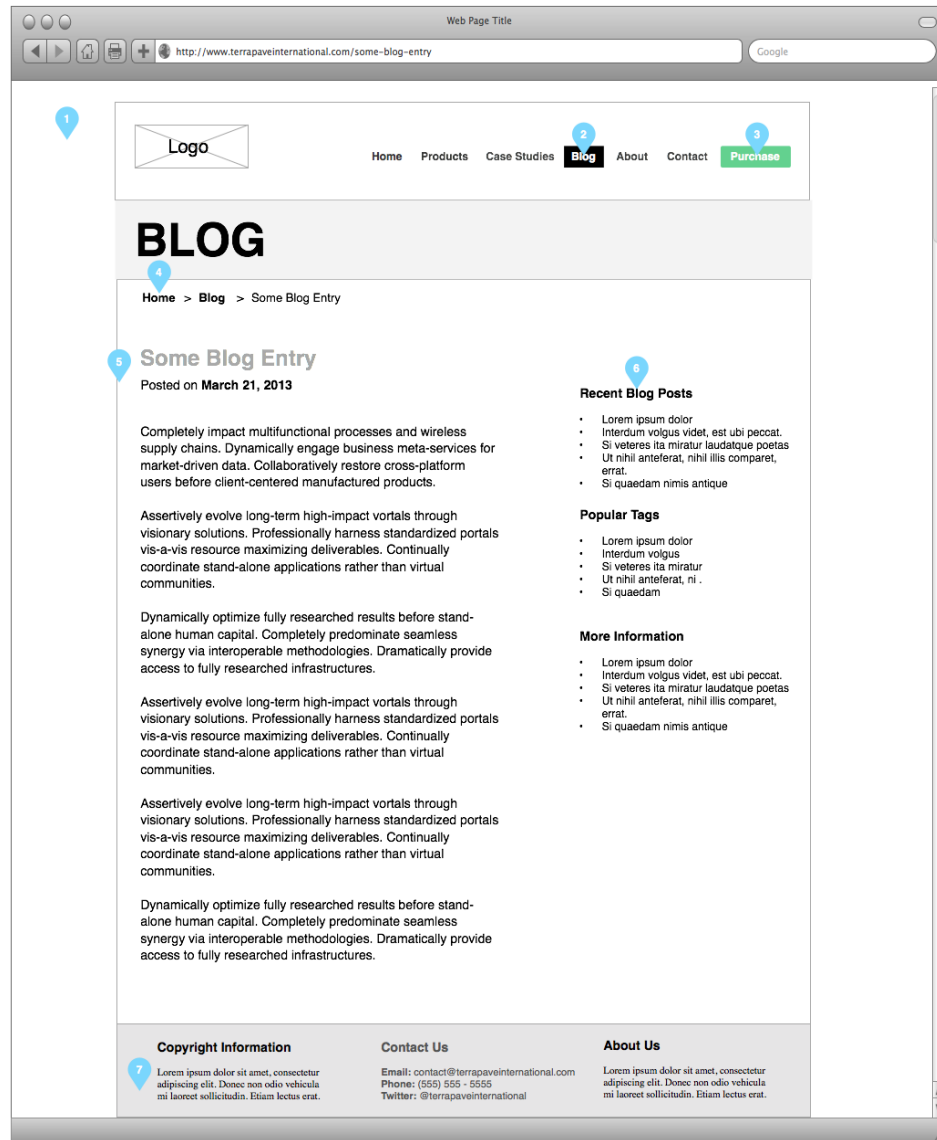 Web Page Title
http://www.terrapaveinternational.com/some-blog-entry
Google
1
2
3
Logo
Home Products Case Studies Blog About Contact Purchase
BLOG
4
Home > Blog > Some Blog Entry
5
Some Blog Entry
Posted on March 21, 2013
Completely impact multifunctional processes and wireless
supply chains. Dynamically engage business meta-services for
market-driven data. Collaboratively restore cross-platform
users before client-centered manufactured products.
Assertively evolve long-term high-impact vortals through
visionary solutions. Professionally harness standardized portals
vis-a-vis resource maximizing deliverables. Continually
coordinate stand-alone applications rather than virtual
communities.
Dynamically optimize fully researched results before stand-
alone human capital. Completely predominate seamless
synergy via interoperable methodologies. Dramatically provide
access to fully researched infrastructures.
Assertively evolve long-term high-impact vortals through
visionary solutions. Professionally harness standardized portals
vis-a-vis resource maximizing deliverables. Continually
coordinate stand-alone applications rather than virtual
communities.
Assertively evolve long-term high-impact vortals through
visionary solutions. Professionally harness standardized portals
vis-a-vis resource maximizing deliverables. Continually
coordinate stand-alone applications rather than virtual
communities.
Dynamically optimize fully researched results before stand-
alone human capital. Completely predominate seamless
synergy via interoperable methodologies. Dramatically provide
access to fully researched infrastructures.
6
Recent Blog Posts
• Lorem ipsum dolor
• Interdum volgus videt, est ubi peccat.
• Si veteres ita miratur laudatque poetas
• Ut nihil anteferat, nihil illis comparet,
errat.
• Si quaedam nimis antique
Popular Tags
• Lorem ipsum dolor
• Interdum volgus
• Si veteres ita miratur
• Ut nihil anteferat, ni .
• Si quaedam
More Information
• Lorem ipsum dolor
• Interdum volgus videt, est ubi peccat.
• Si veteres ita miratur laudatque poetas
• Ut nihil anteferat, nihil illis comparet,
errat.
• Si quaedam nimis antique
7
Copyright Information
Lorem ipsum dolor sit amet, consectetur
adipiscing elit. Donec non odio vehicula
mi laoreet sollicitudin. Etiam lectus erat.
Contact Us
Email: contact@terrapaveinternational.com
Phone: (555) 555 - 5555
Twitter: @terrapaveinternational
About Us
Lorem ipsum dolor sit amet, consectetur
adipiscing elit. Donec non odio vehicula
mi laoreet sollicitudin. Etiam lectus erat.